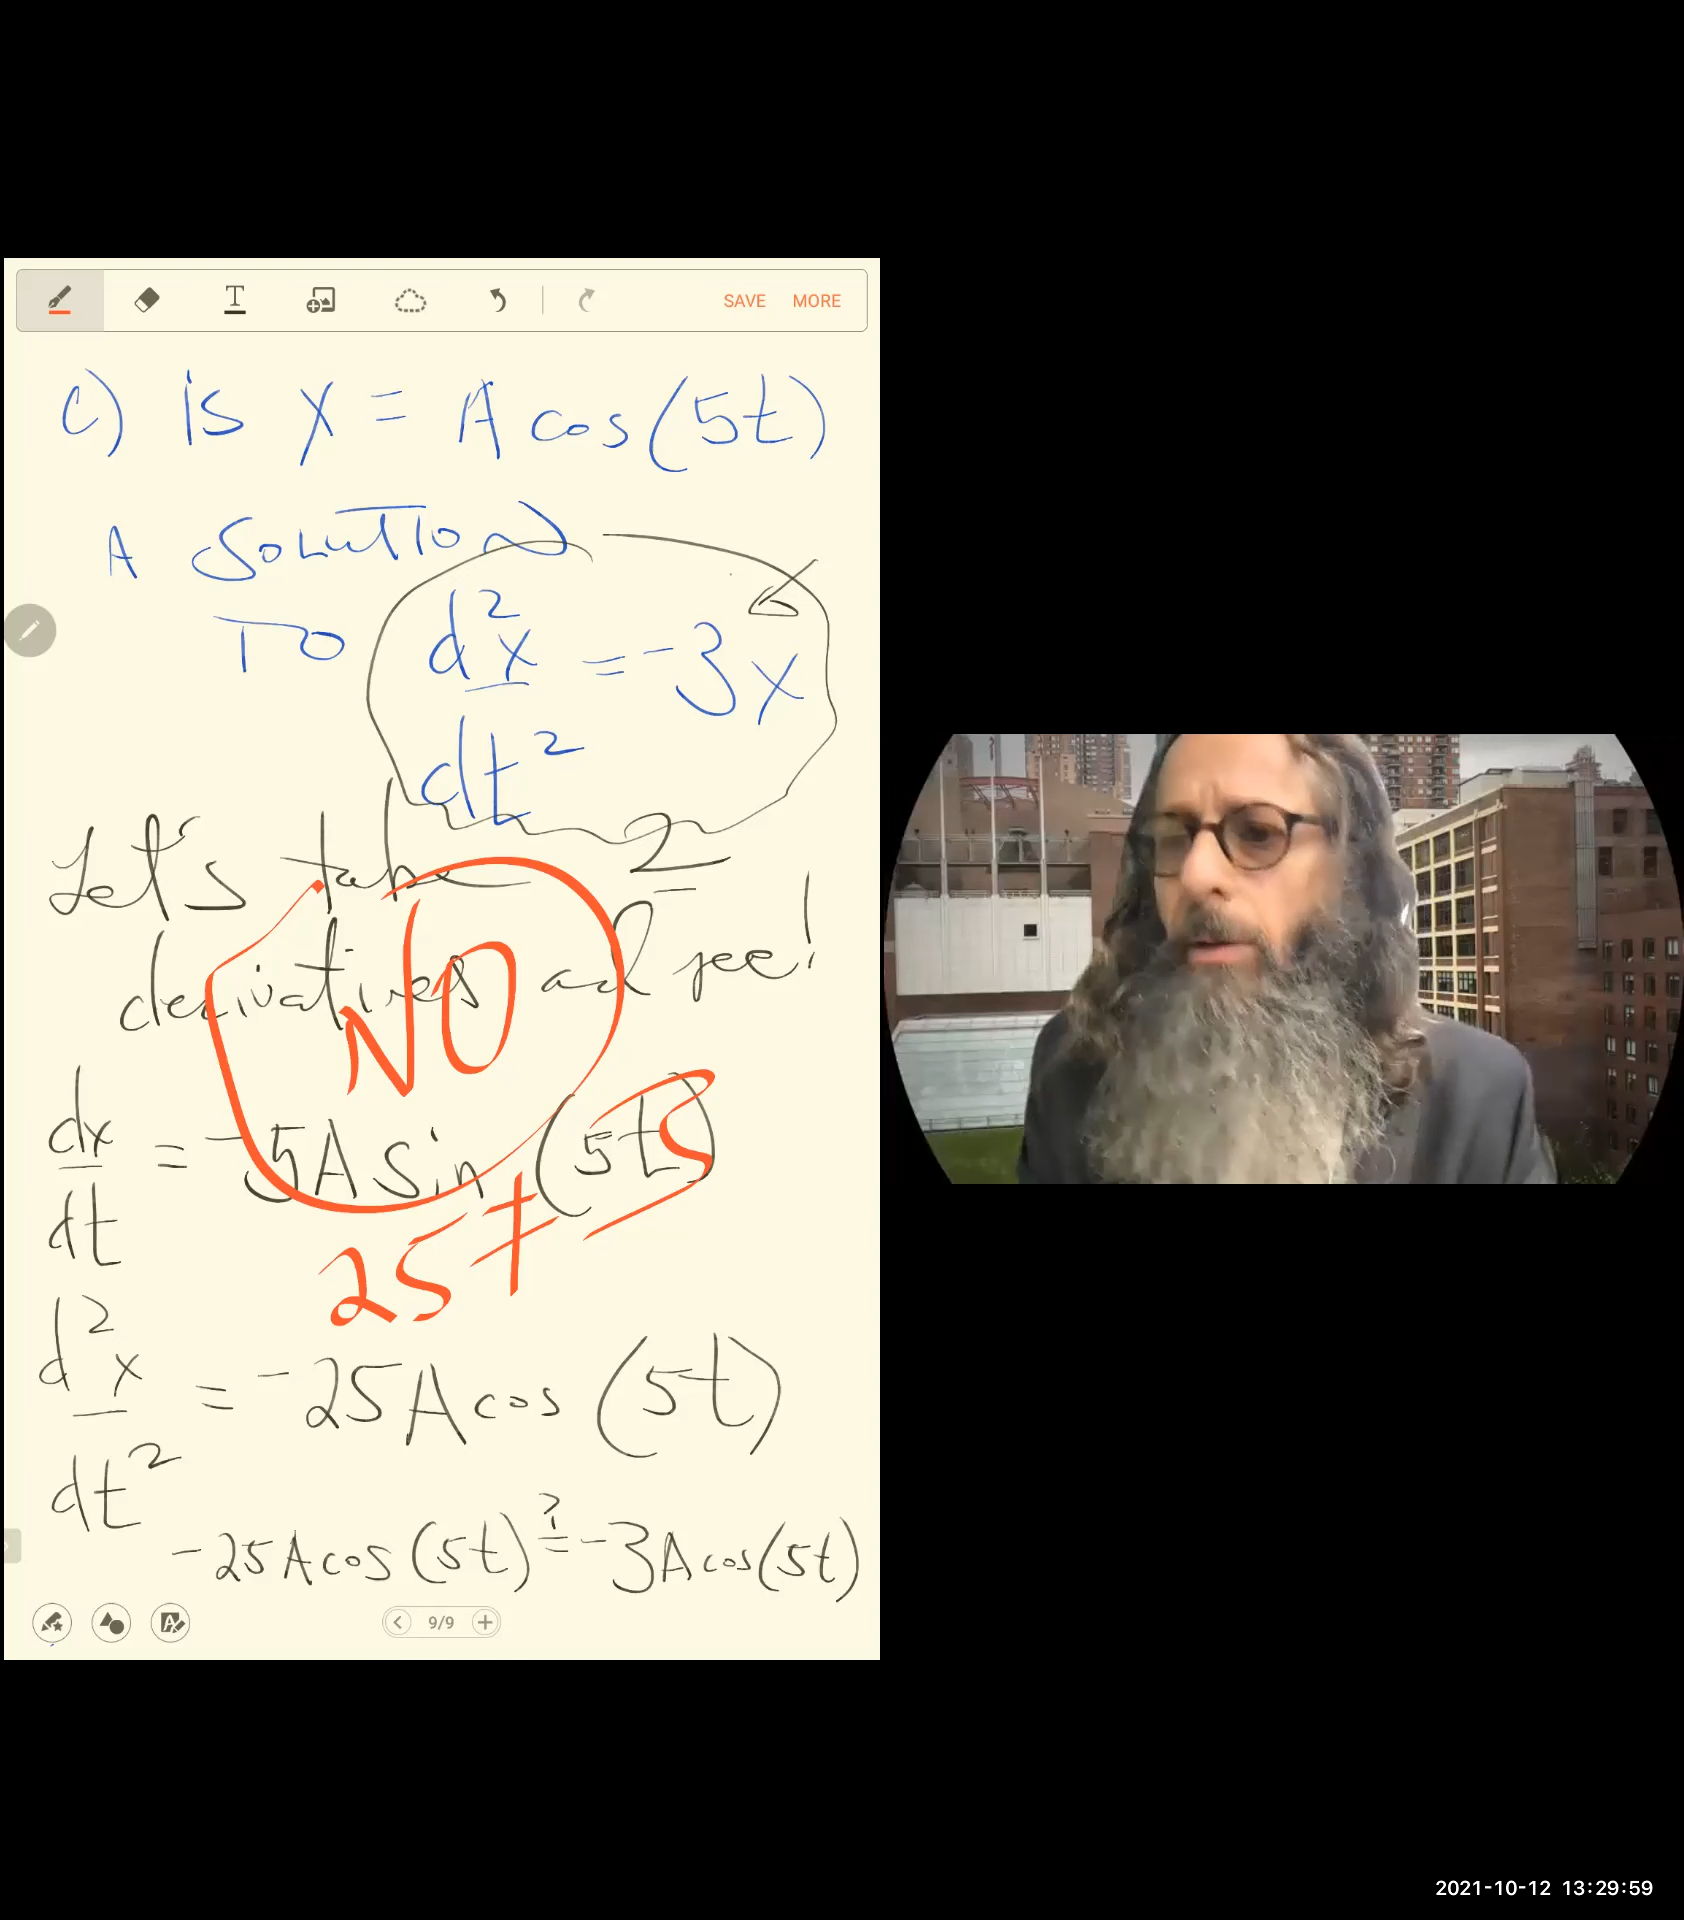 SAVE MORE
c) is x = A cos(5t)
A SOLUTION
TO d²x/dt² = -3x
Let's take 2
derivatives and see!
NO
dx/dt = -5A sin (5t)
25 ≠ 3
d²x/dt² = -25A cos (5t)
-25A cos(5t) ?= -3A cos(5t)
9/9
2021-10-12 13:29:59